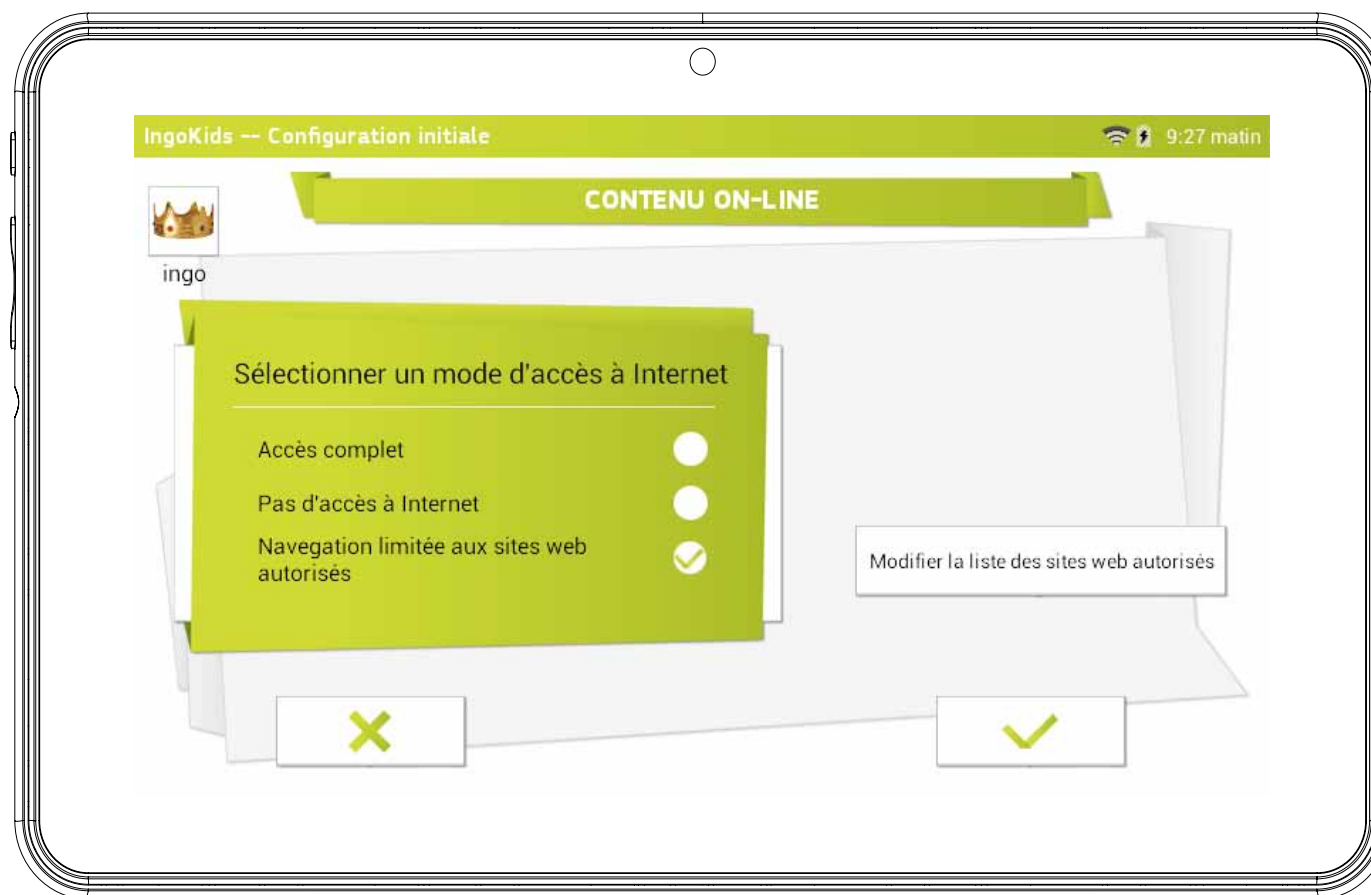 IngoKids -- Configuration initiale
9:27 matin
CONTENU ON-LINE
ingo
Sélectionner un mode d'accès à Internet
Accès complet
Pas d'accès à Internet
Navegation limitée aux sites web
autorisés
Modifier la liste des sites web autorisés